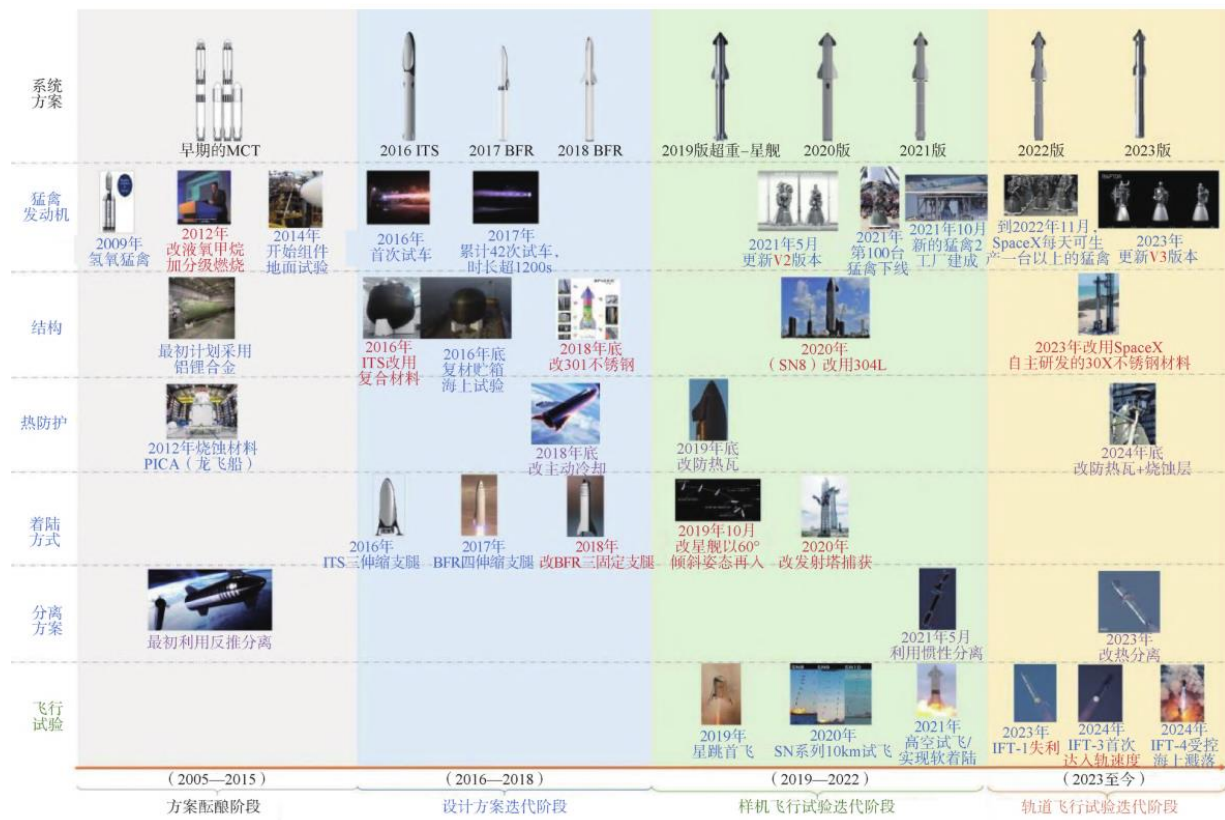 系统
方案
早期的MCT
2016 ITS
2017 BFR
2018 BFR
2019版超重-星舰
2020版
2021版
2022版
2023版
猛禽
发动机
2009年
氢氧猛禽
2012年
改液氧甲烷
加分级燃烧
2014年
开始组件
地面试验
2016年
首次试车
2017年
累计42次试车，
时长超1200s
2021年5月
更新V2版本
2021年
第100台
猛禽下线
2021年10月
新的猛禽2
工厂建成
到2022年11月，
SpaceX每天可生
产一台以上的猛禽
RAPTOR
2023年
更新V3版本
结构
最初计划采用
铝锂合金
2016年
ITS改用
复合材料
2016年底
复材贮箱
海上试验
2018年底
改301不锈钢
2020年
（SN8）改用304L
2023年改用SpaceX
自主研发的30X不锈钢材料
热防护
2012年烧蚀材料
PICA（龙飞船）
2018年底
改主动冷却
2019年底
改防热瓦
2024年底
改防热瓦+烧蚀层
着陆
方式
2016年
ITS三伸缩支腿
2017年
BFR四伸缩支腿
2018年
改BFR三固定支腿
2019年10月
改星舰以60°
倾斜姿态再入
2020年
改发射塔捕获
分离
方案
最初利用反推分离
2021年5月
利用惯性分离
2023年
改热分离
飞行
试验
2019年
星跳首飞
2020年
SN系列10km试飞
2021年
高空试飞/
实现软着陆
2023年
IFT-1失利
2024年
IFT-3首次
达入轨速度
2024年
IFT-4受控
海上溅落
（2005—2015）
（2016—2018）
（2019—2022）
（2023至今）
方案酝酿阶段
设计方案迭代阶段
样机飞行试验迭代阶段
轨道飞行试验迭代阶段